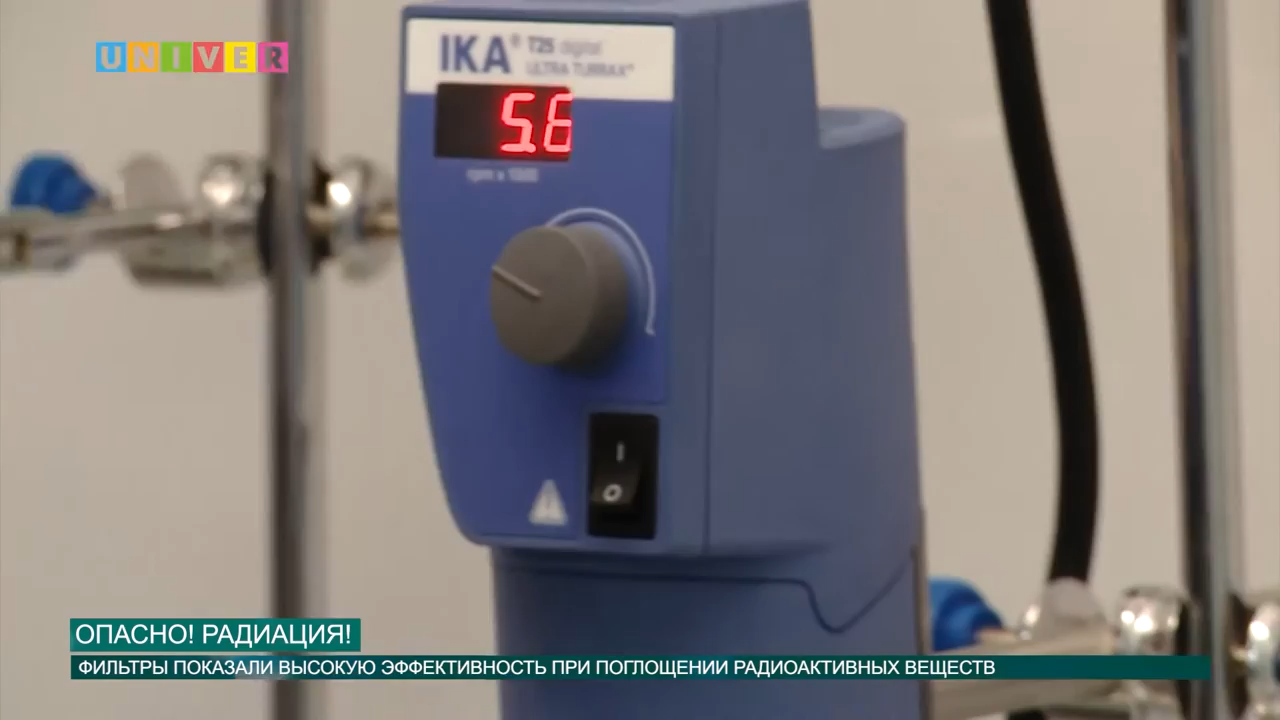 UNIVER
IKA® T25 digital
ULTRA TURRAX®
5.6
rpm x 1000
I
O
ОПАСНО! РАДИАЦИЯ!
ФИЛЬТРЫ ПОКАЗАЛИ ВЫСОКУЮ ЭФФЕКТИВНОСТЬ ПРИ ПОГЛОЩЕНИИ РАДИОАКТИВНЫХ ВЕЩЕСТВ